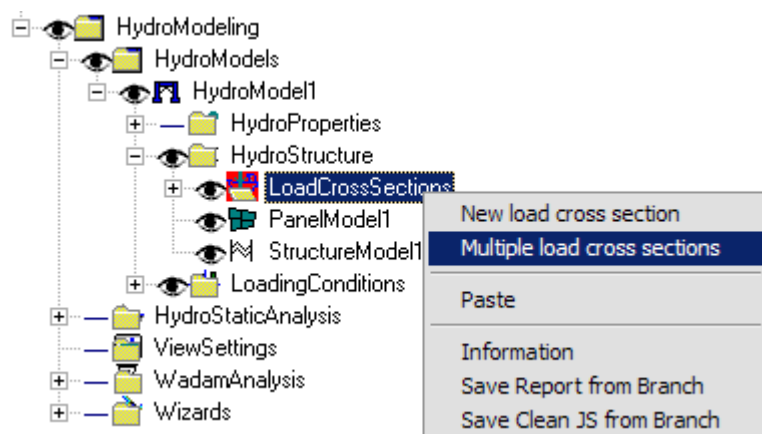 HydroModeling
HydroModels
HydroModel1
HydroProperties
HydroStructure
LoadCrossSections
PanelModel1
StructureModel1
LoadingConditions
HydroStaticAnalysis
ViewSettings
WadamAnalysis
Wizards
New load cross section
Multiple load cross sections
Paste
Information
Save Report from Branch
Save Clean JS from Branch